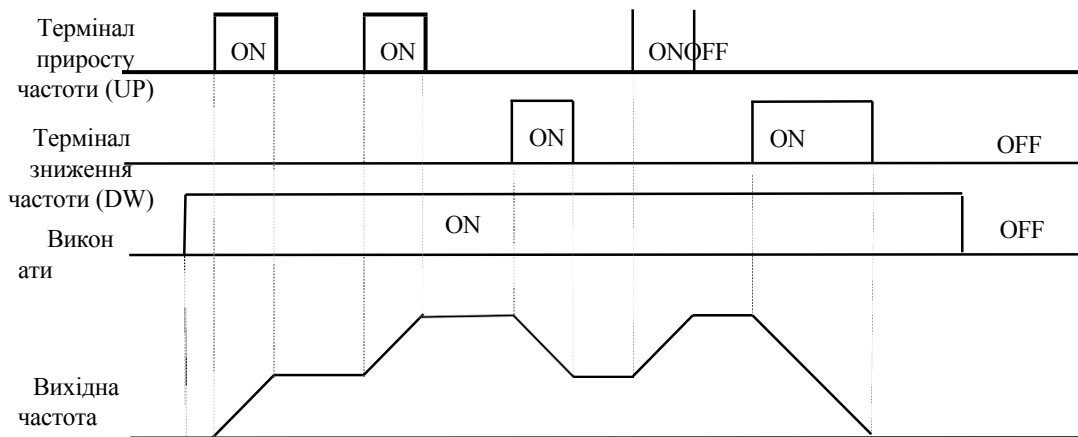 Термінал
приросту
частоти (UP)
ON
ON
ONOFF
Термінал
зниження
частоти (DW)
ON
ON
OFF
Викон
ати
ON
OFF
Вихідна
частота